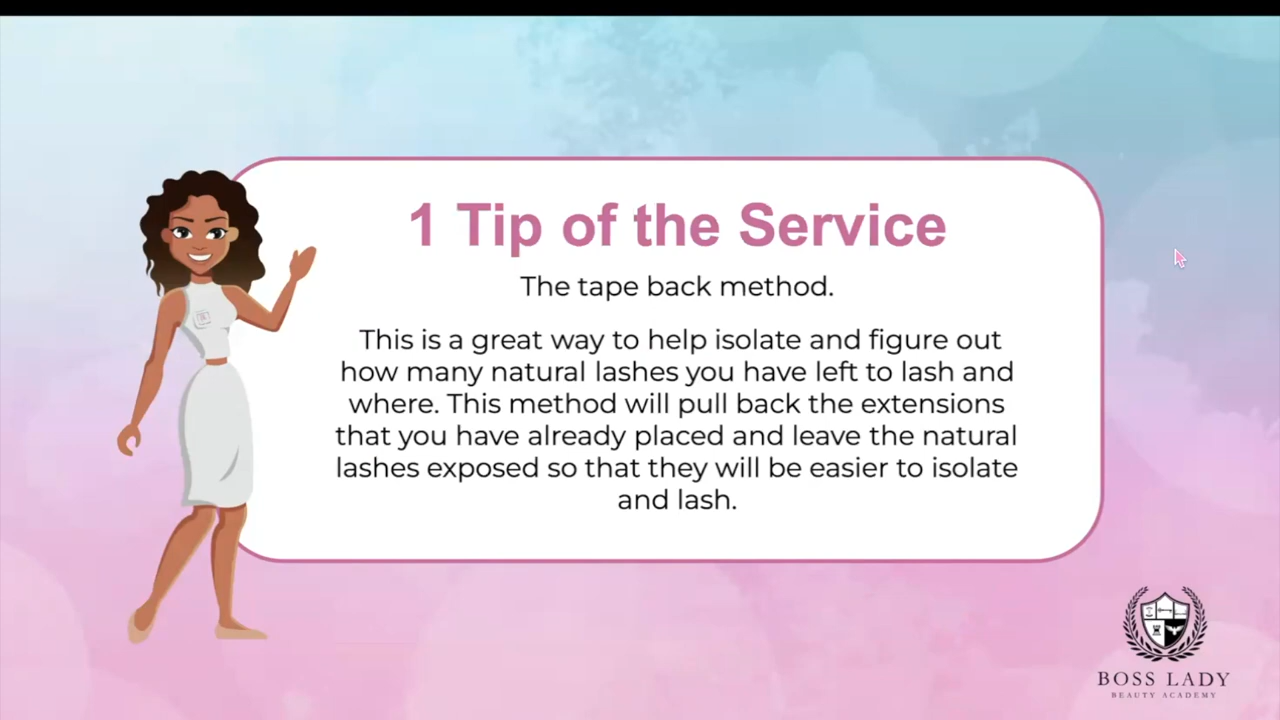 1 Tip of the Service
The tape back method.
This is a great way to help isolate and figure out
how many natural lashes you have left to lash and
where. This method will pull back the extensions
that you have already placed and leave the natural
lashes exposed so that they will be easier to isolate
and lash.
BOSS LADY
BEAUTY ACADEMY